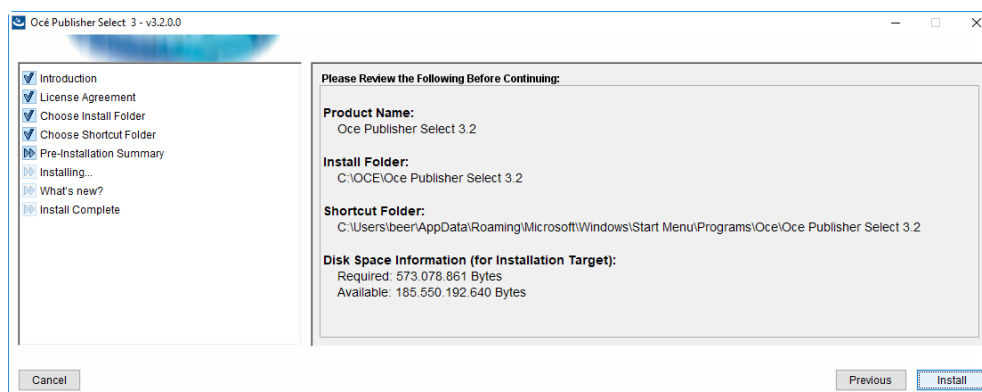 Océ Publisher Select 3 - v3.2.0.0
Introduction
License Agreement
Choose Install Folder
Choose Shortcut Folder
Pre-Installation Summary
Installing...
What's new?
Install Complete
Please Review the Following Before Continuing:
Product Name:
Oce Publisher Select 3.2
Install Folder:
C:\OCE\Oce Publisher Select 3.2
Shortcut Folder:
C:\Users\beer\AppData\Roaming\Microsoft\Windows\Start Menu\Programs\Oce\Oce Publisher Select 3.2
Disk Space Information (for Installation Target):
Required: 573.078.861 Bytes
Available: 185.550.192.640 Bytes
Cancel
Previous
Install